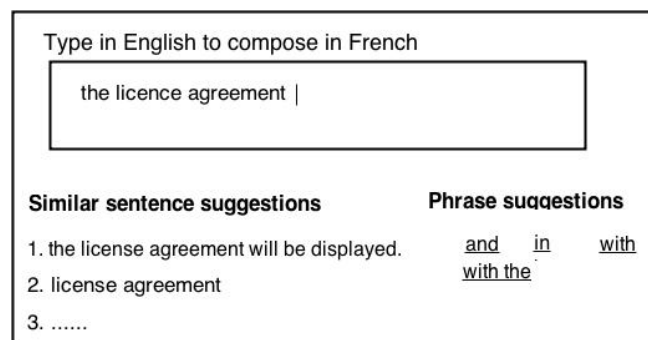 Type in English to compose in French
the licence agreement |
Similar sentence suggestions
1. the license agreement will be displayed.
2. license agreement
3. ......
Phrase suggestions
and in with
with the